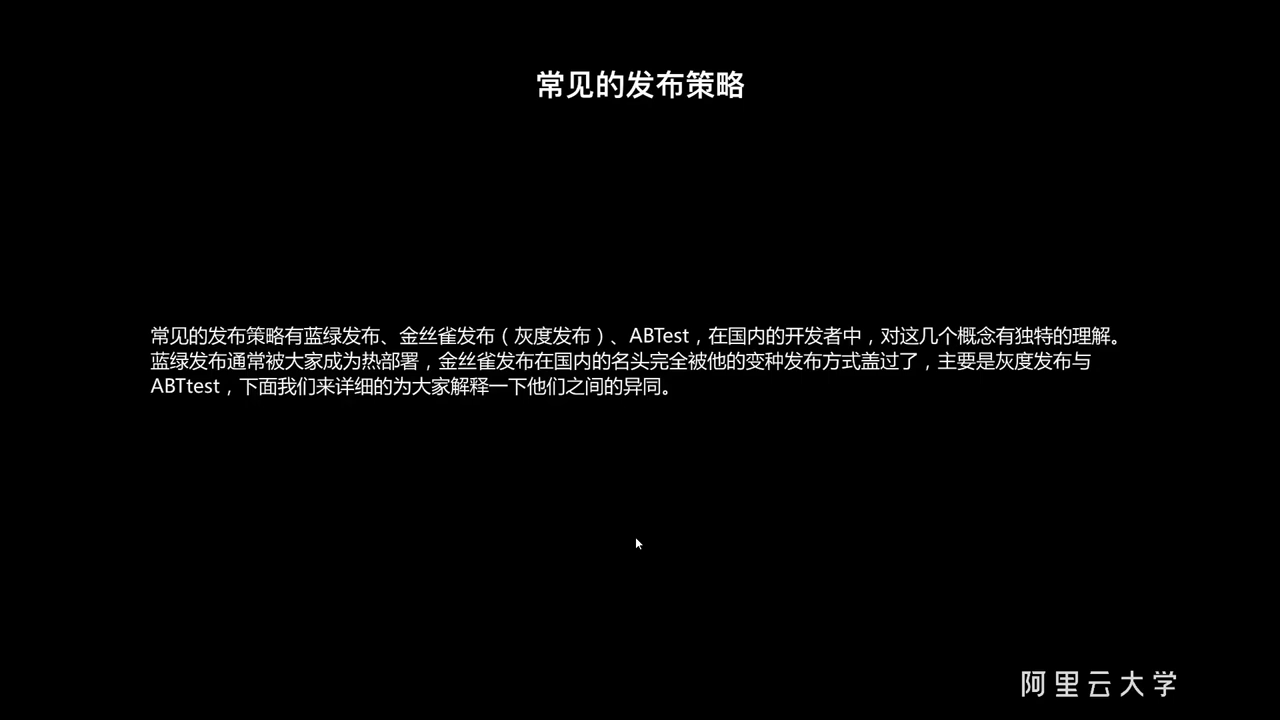 常见的发布策略
常见的发布策略有蓝绿发布、金丝雀发布（灰度发布）、ABTest，在国内的开发者中，对这几个概念有独特的理解。
蓝绿发布通常被大家成为热部署，金丝雀发布在国内的名头完全被他的变种发布方式盖过了，主要是灰度发布与
ABTtest，下面我们来详细的为大家解释一下他们之间的异同。
阿里云大学